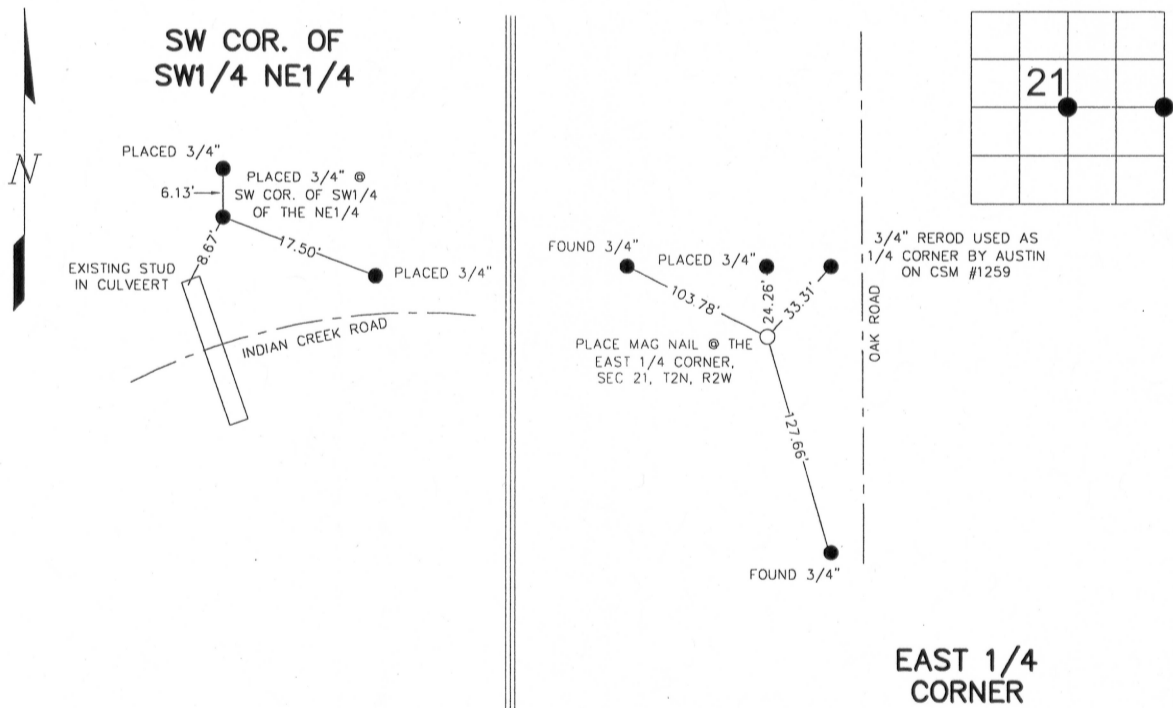 SW COR. OF
SW1/4 NE1/4
N
PLACED 3/4"
6.13'
PLACED 3/4" @
SW COR. OF SW1/4
OF THE NE1/4
8.67'
17.50'
PLACED 3/4"
EXISTING STUD
IN CULVEERT
INDIAN CREEK ROAD
21
FOUND 3/4"
PLACED 3/4"
3/4" REROD USED AS
1/4 CORNER BY AUSTIN
ON CSM #1259
103.78'
24.26'
33.31'
OAK ROAD
PLACE MAG NAIL @ THE
EAST 1/4 CORNER,
SEC 21, T2N, R2W
127.66'
FOUND 3/4"
EAST 1/4
CORNER